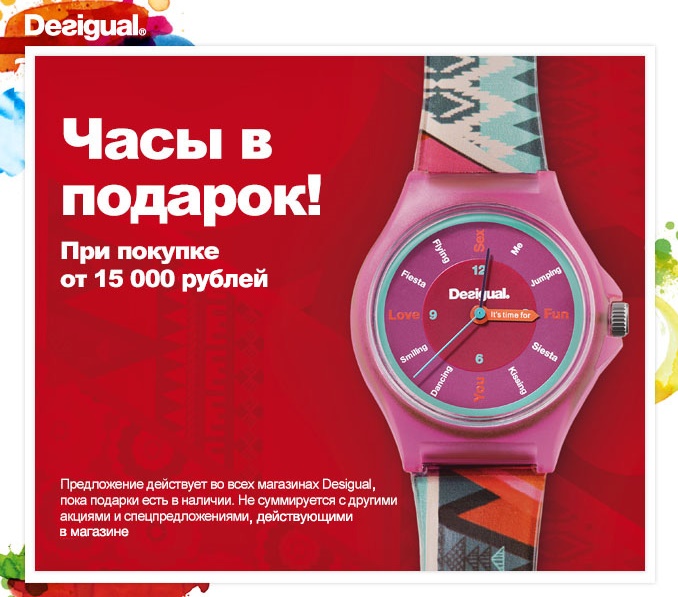 Desigual®
Часы в
подарок!
При покупке
от 15 000 рублей
Sex
Me
Jumping
Fun
Siesta
Kissing
You
Dancing
Smiling
Love
Fiesta
Flying
12
Desigual.
9
It's time for
6
Предложение действует во всех магазинах Desigual,
пока подарки есть в наличии. Не суммируется с другими
акциями и спецпредложениями, действующими
в магазине